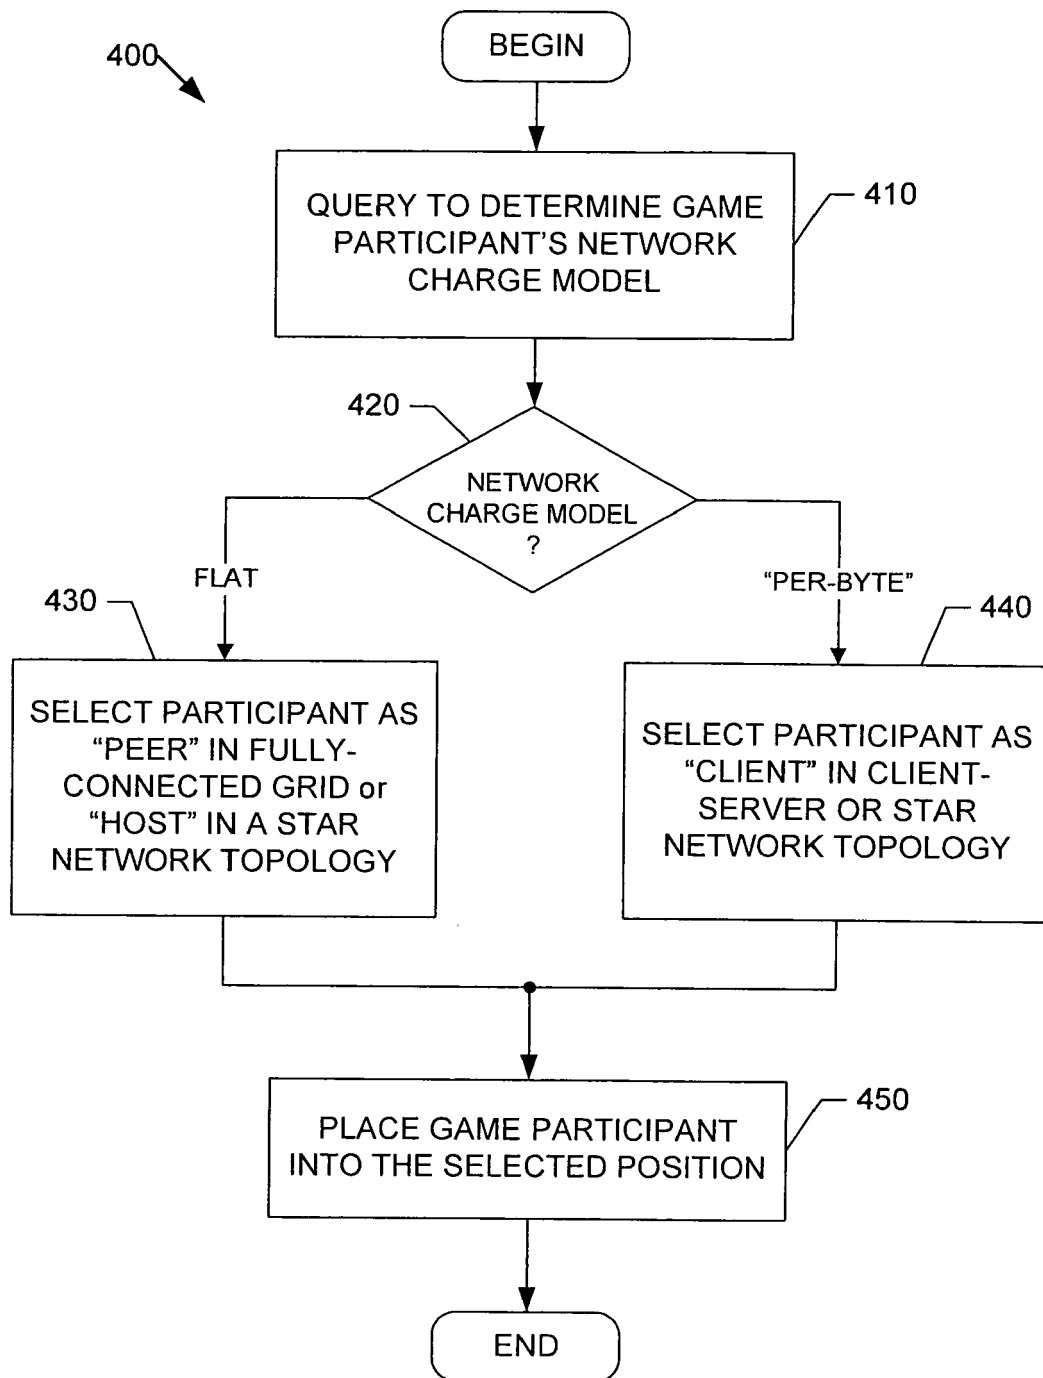 BEGIN
400
QUERY TO DETERMINE GAME
PARTICIPANT'S NETWORK
CHARGE MODEL
410
420
NETWORK
CHARGE MODEL
?
FLAT
"PER-BYTE"
430
SELECT PARTICIPANT AS
"PEER" IN FULLY-
CONNECTED GRID or
"HOST" IN A STAR
NETWORK TOPOLOGY
440
SELECT PARTICIPANT AS
"CLIENT" IN CLIENT-
SERVER OR STAR
NETWORK TOPOLOGY
PLACE GAME PARTICIPANT
INTO THE SELECTED POSITION
450
END